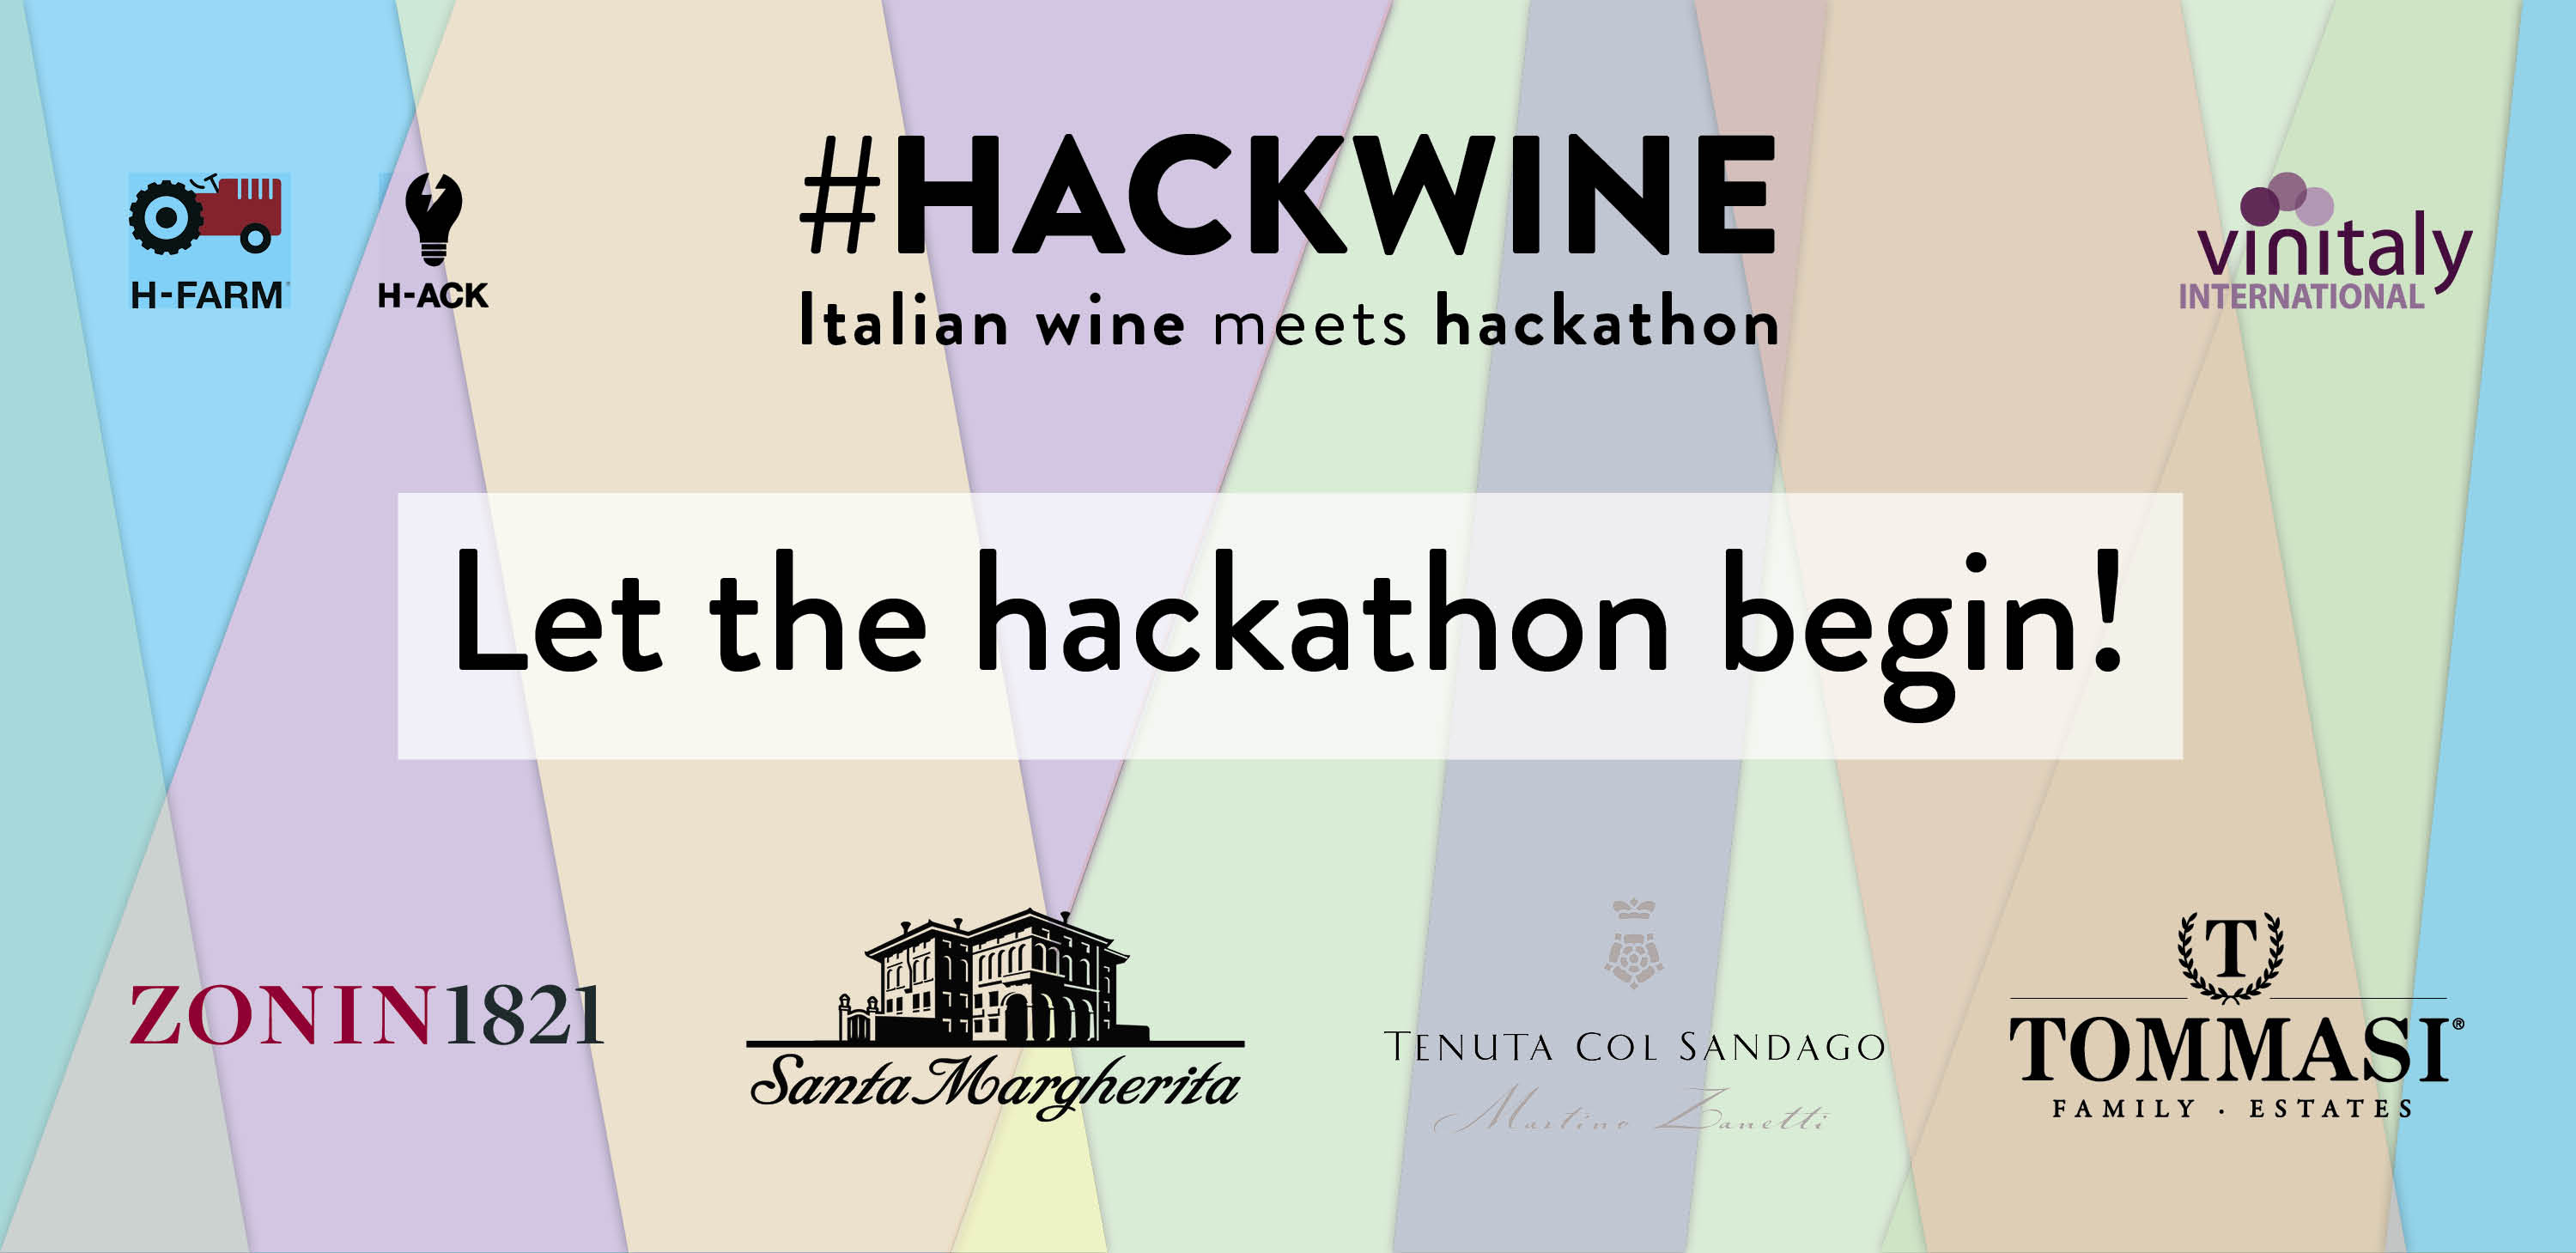 #HACKWINE
Italian wine meets hackathon
H-FARM
H-ACK
vinitaly
INTERNATIONAL
Let the hackathon begin!
ZONIN1821
Santa Margherita
TENUTA COL SANDAGO
Martino Zanetti
T
TOMMASI®
FAMILY · ESTATES